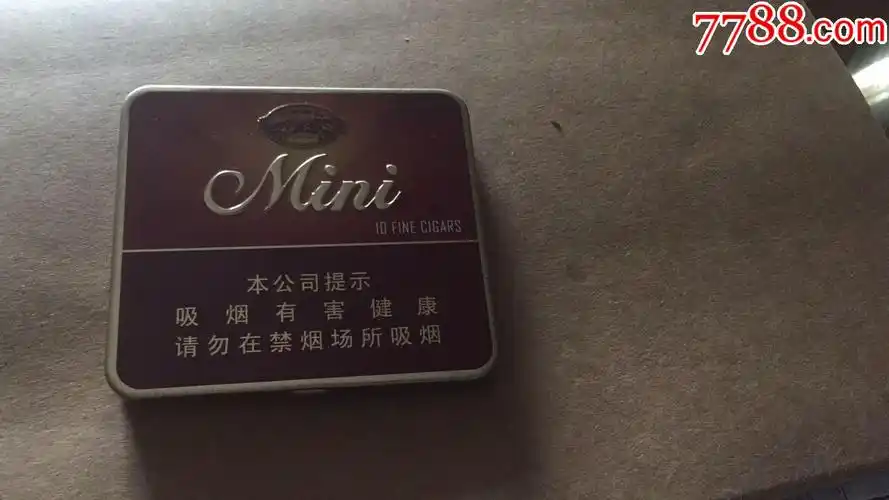 7788.com
Mini
10 FINE CIGARS
本公司提示
吸烟有害健康
请勿在禁烟场所吸烟